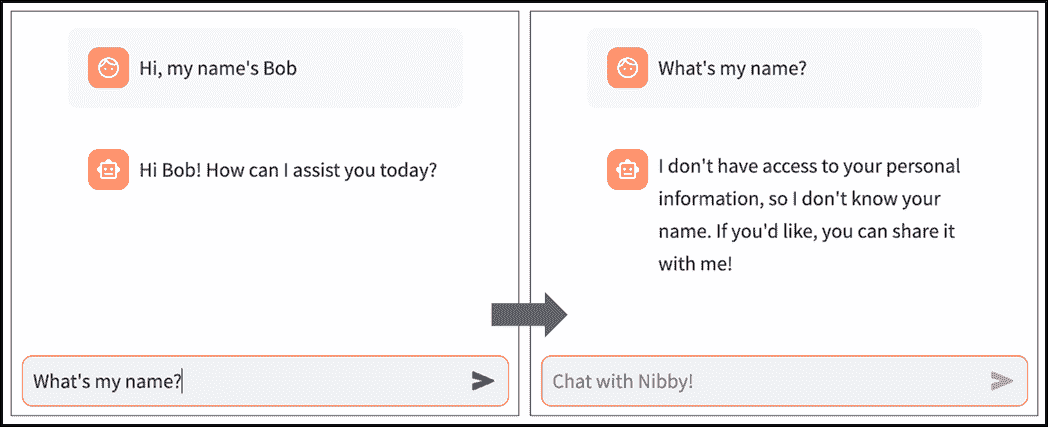 Hi, my name's Bob
Hi Bob! How can I assist you today?
What's my name?
What's my name?
I don't have access to your personal
information, so I don't know your
name. If you'd like, you can share it
with me!
Chat with Nibby!